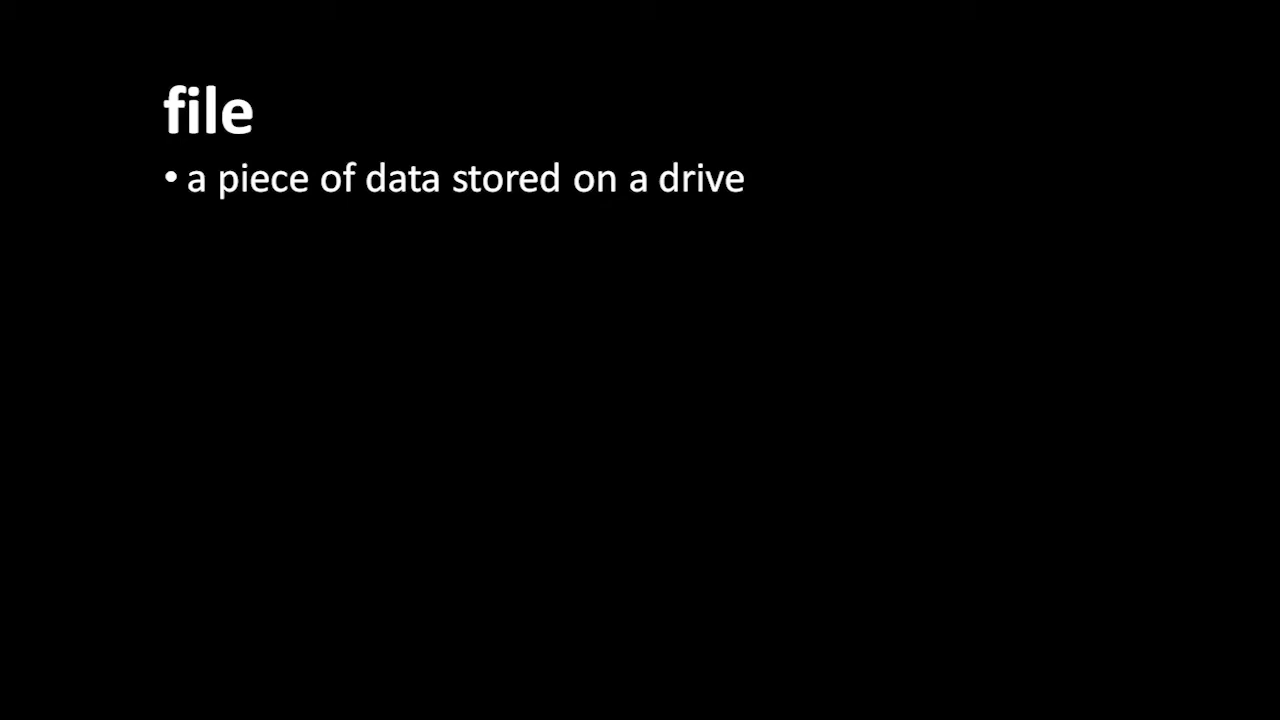 file
• a piece of data stored on a drive